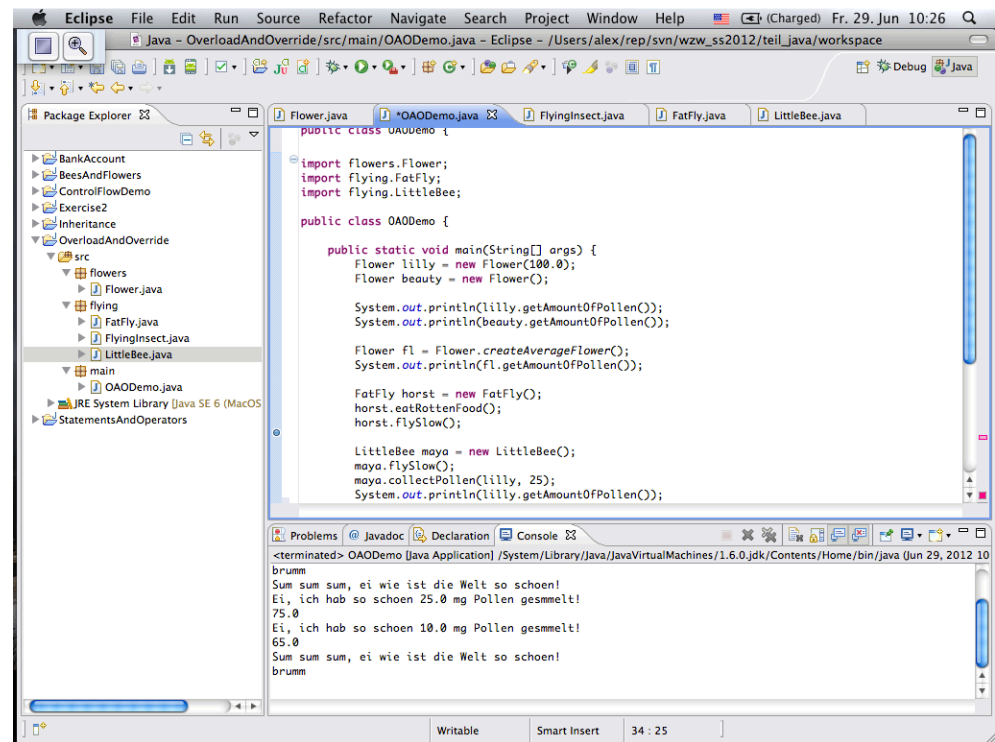 Eclipse File Edit Run Source Refactor Navigate Search Project Window Help (Charged) Fr. 29. Jun 10:26
Java – OverloadAndOverride/src/main/OAODemo.java – Eclipse – /Users/alex/rep/svn/wzw_ss2012/teil_java/workspace
Debug Java
Package Explorer
BankAccount
BeesAndFlowers
ControlFlowDemo
Exercise2
Inheritance
OverloadAndOverride
src
flowers
Flower.java
flying
FatFly.java
FlyingInsect.java
LittleBee.java
main
OAODemo.java
JRE System Library [Java SE 6 (MacOS
StatementsAndOperators
Flower.java *OAODemo.java FlyingInsect.java FatFly.java LittleBee.java
public class OAODemo {
import flowers.Flower;
import flying.FatFly;
import flying.LittleBee;
public class OAODemo {
public static void main(String[] args) {
Flower lilly = new Flower(100.0);
Flower beauty = new Flower();
System.out.println(lilly.getAmountOfPollen());
System.out.println(beauty.getAmountOfPollen());
Flower fl = Flower.createAverageFlower();
System.out.println(fl.getAmountOfPollen());
FatFly horst = new FatFly();
horst.eatRottenFood();
horst.flySlow();
LittleBee maya = new LittleBee();
maya.flySlow();
maya.collectPollen(lilly, 25);
System.out.println(lilly.getAmountOfPollen());
Problems @ Javadoc Declaration Console
<terminated> OAODemo [Java Application] /System/Library/Java/JavaVirtualMachines/1.6.0.jdk/Contents/Home/bin/java (Jun 29, 2012 10
brumm
Sum sum sum, ei wie ist die Welt so schoen!
Ei, ich hab so schoen 25.0 mg Pollen gesmmelt!
75.0
Ei, ich hab so schoen 10.0 mg Pollen gesmmelt!
65.0
Sum sum sum, ei wie ist die Welt so schoen!
brumm
Writable Smart Insert 34 : 25